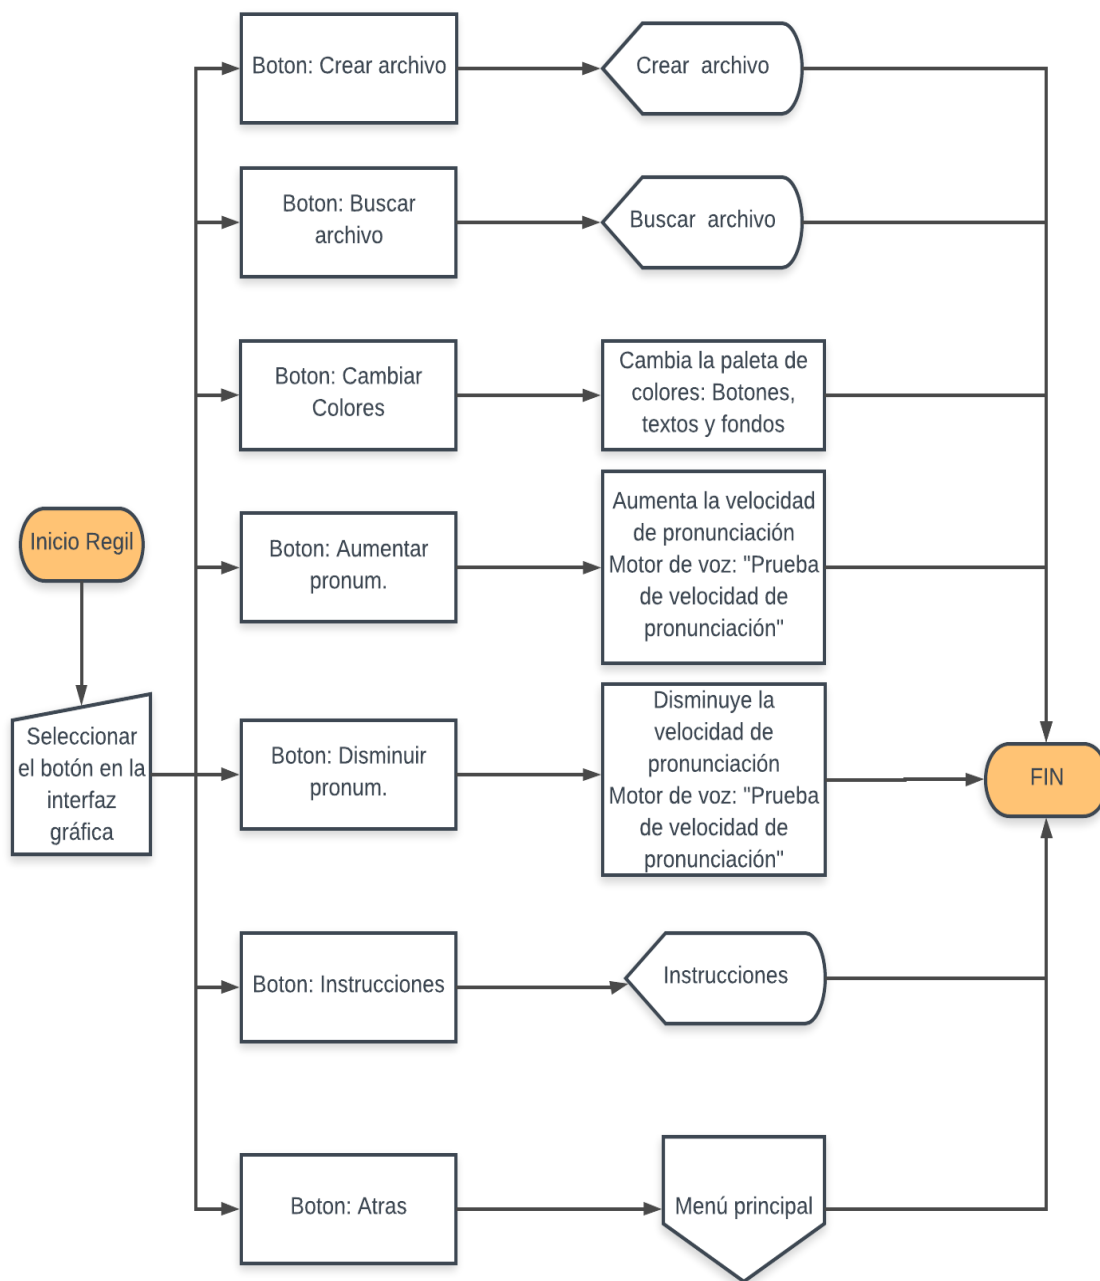 Boton: Crear archivo
Crear  archivo
Boton: Buscar
archivo
Buscar  archivo
Boton: Cambiar
Colores
Cambia la paleta de
colores: Botones,
textos y fondos
Inicio Regil
Boton: Aumentar
pronum.
Aumenta la velocidad
de pronunciación
Motor de voz: "Prueba
de velocidad de
pronunciación"
Seleccionar
el botón en la
interfaz
gráfica
Boton: Disminuir
pronum.
Disminuye la
velocidad de
pronunciación
Motor de voz: "Prueba
de velocidad de
pronunciación"
FIN
Boton: Instrucciones
Instrucciones
Boton: Atras
Menú principal